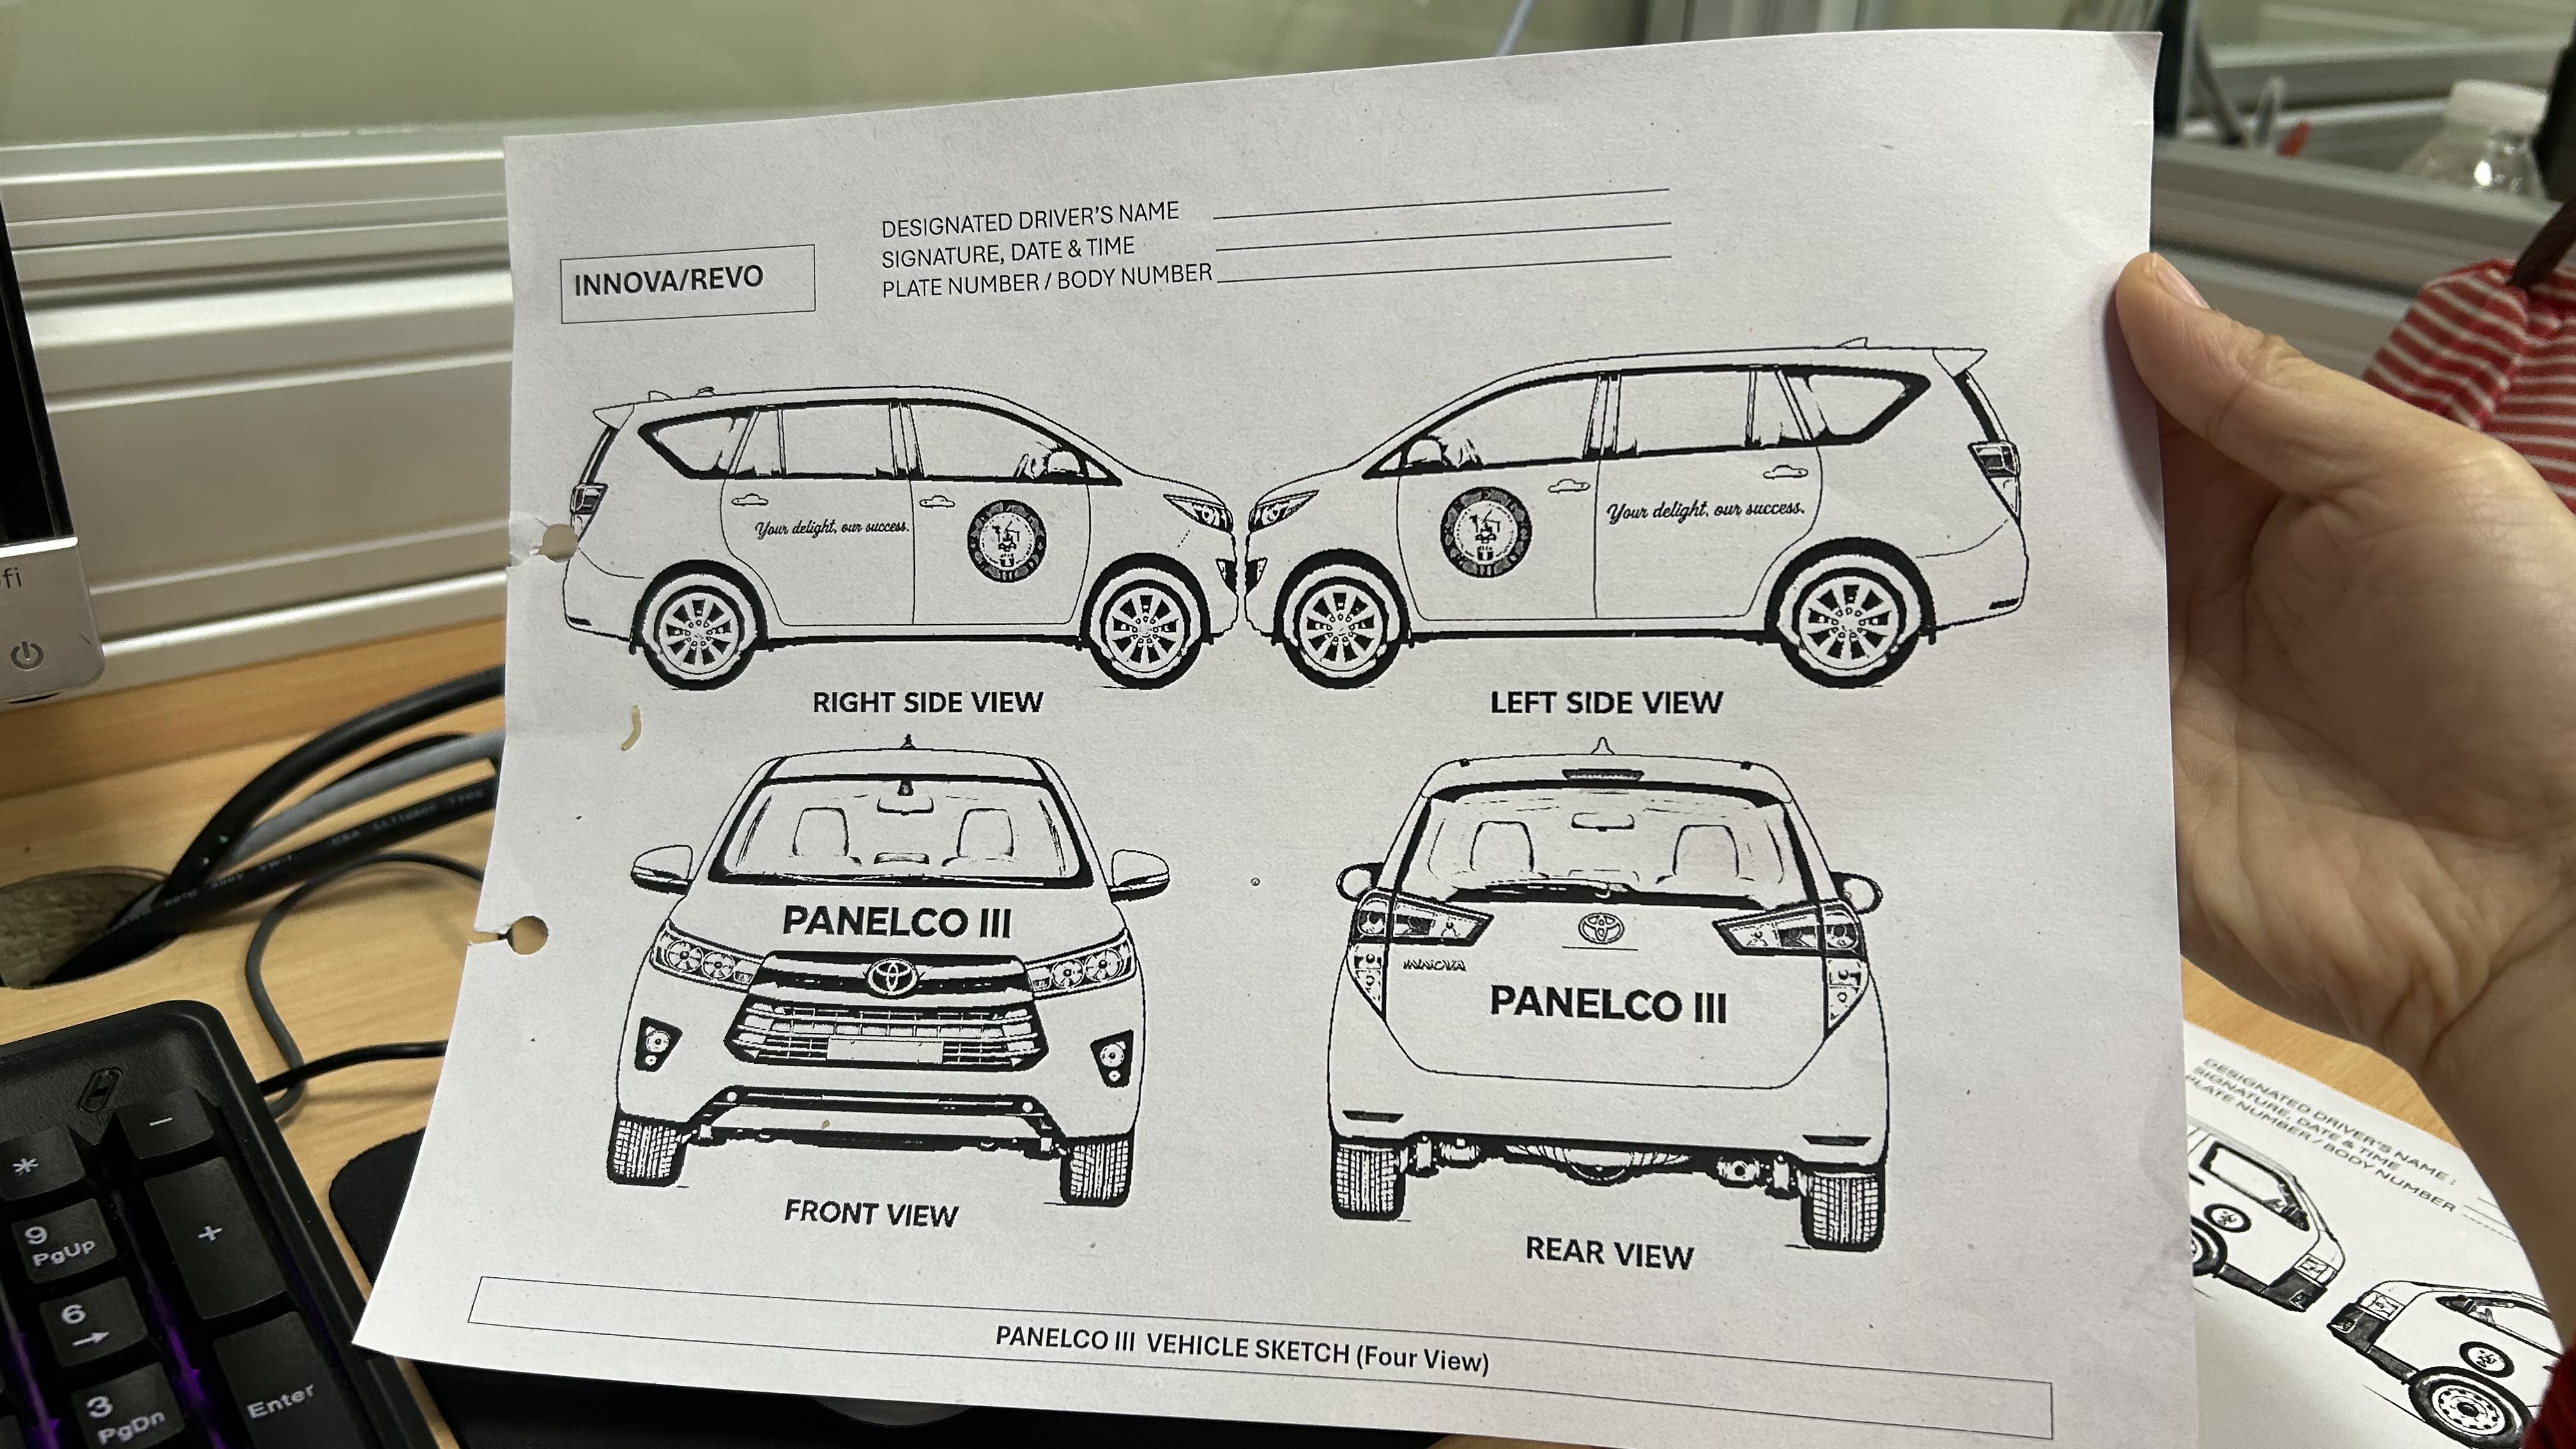 DESIGNATED DRIVER'S NAME
SIGNATURE, DATE & TIME
PLATE NUMBER / BODY NUMBER
INNOVA/REVO
Your delight, our success.
Your delight, our success.
RIGHT SIDE VIEW
LEFT SIDE VIEW
PANELCO III
INNOVA
PANELCO III
FRONT VIEW
REAR VIEW
PANELCO III VEHICLE SKETCH (Four View)
DESIGNATED DRIVER'S NAME :
SIGNATURE, DATE & TIME
PLATE NUMBER / BODY NUMBER
fi
*
-
9
PgUp
+
6
→
3
PgDn
Enter